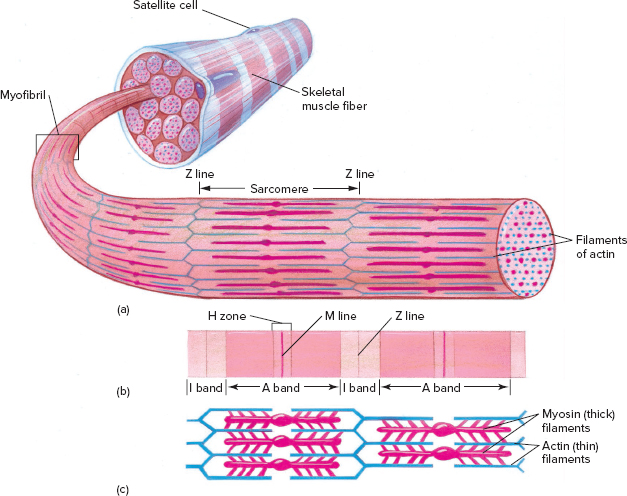 Satellite cell
Myofibril
Skeletal
muscle fiber
Z line
Z line
Sarcomere
Filaments
of actin
(a)
H zone
M line
Z line
(b)
I band
A band
I band
A band
Myosin (thick)
filaments
Actin (thin)
filaments
(c)